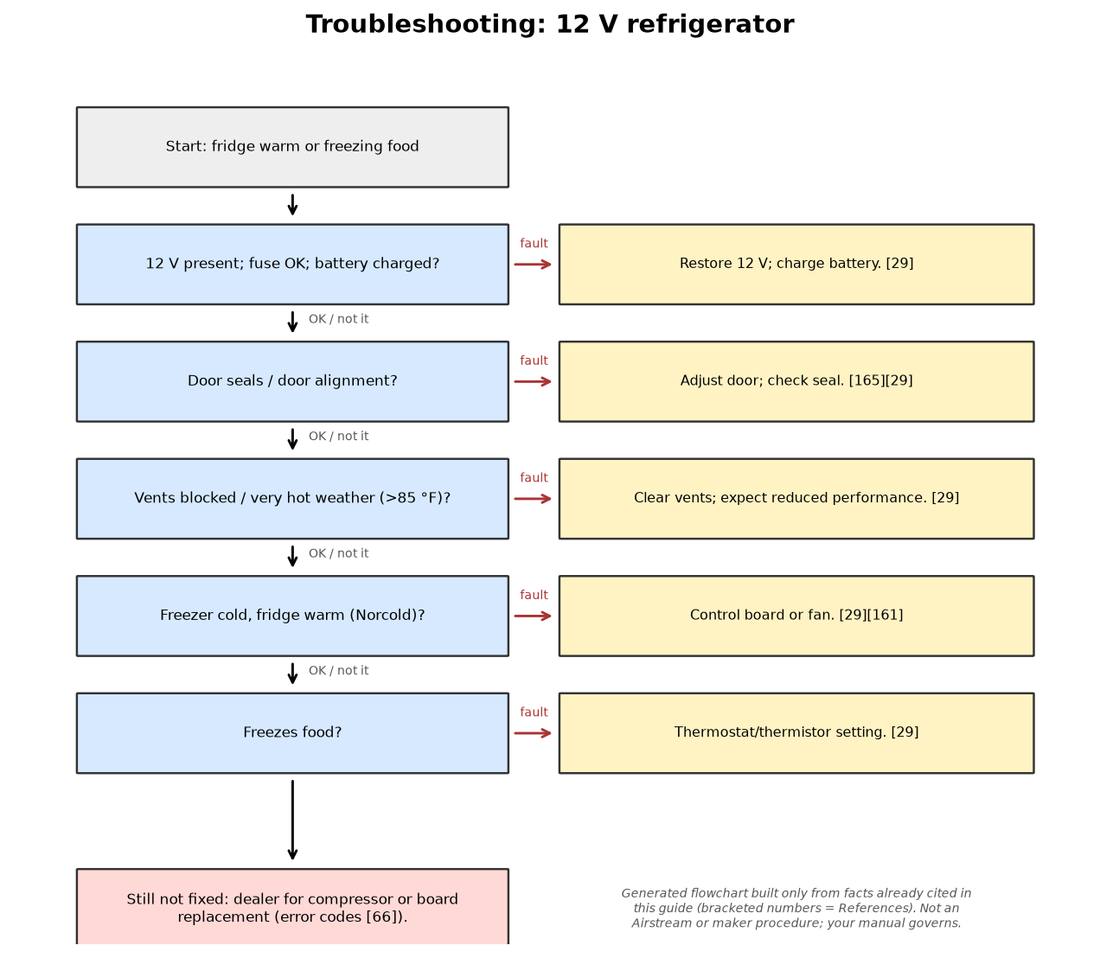 Troubleshooting: 12 V refrigerator
Start: fridge warm or freezing food
12 V present; fuse OK; battery charged?
fault
Restore 12 V; charge battery. [29]
OK / not it
Door seals / door alignment?
fault
Adjust door; check seal. [165][29]
OK / not it
Vents blocked / very hot weather (>85 °F)?
fault
Clear vents; expect reduced performance. [29]
OK / not it
Freezer cold, fridge warm (Norcold)?
fault
Control board or fan. [29][161]
OK / not it
Freezes food?
fault
Thermostat/thermistor setting. [29]
Still not fixed: dealer for compressor or board
replacement (error codes [66]).
Generated flowchart built only from facts already cited in
this guide (bracketed numbers = References). Not an
Airstream or maker procedure; your manual governs.